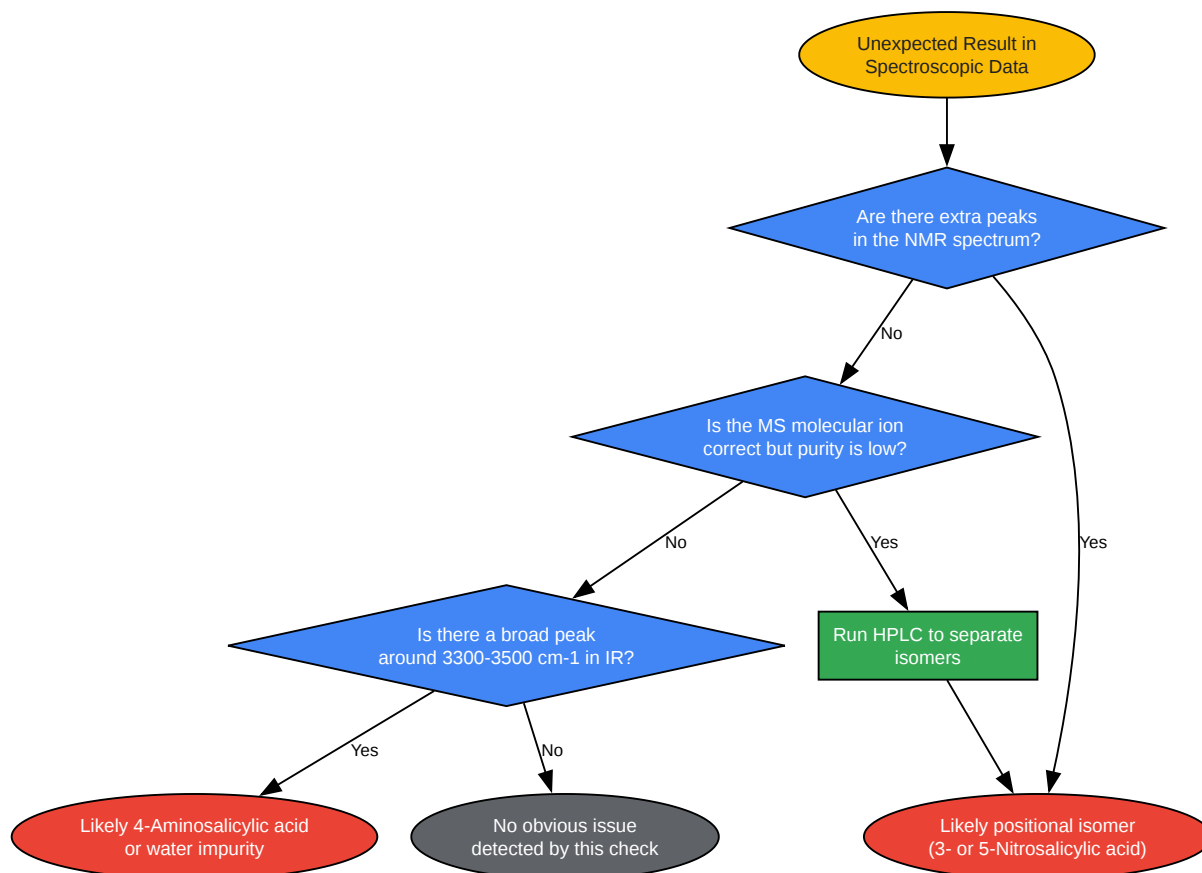 Unexpected Result in
Spectroscopic Data
Are there extra peaks
in the NMR spectrum?
No
Is the MS molecular ion
correct but purity is low?
No
Yes
Yes
Is there a broad peak
around 3300-3500 cm-1 in IR?
Run HPLC to separate
isomers
Yes
No
Likely 4-Aminosalicylic acid
or water impurity
No obvious issue
detected by this check
Likely positional isomer
(3- or 5-Nitrosalicylic acid)